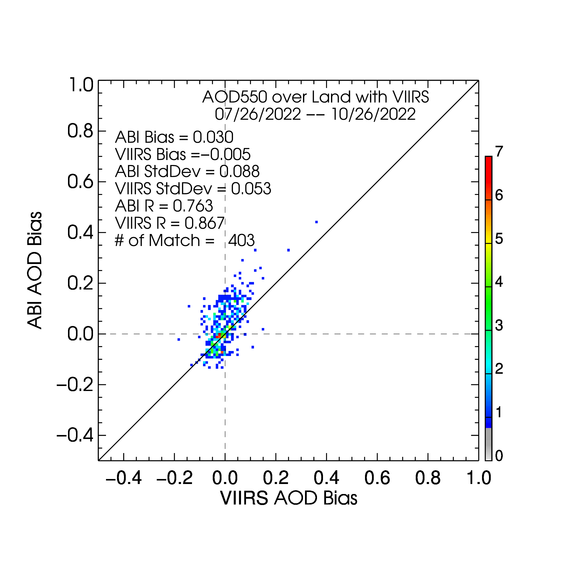 AOD550 over Land with VIIRS
07/26/2022 −− 10/26/2022
ABI Bias = 0.030
VIIRS Bias =−0.005
ABI StdDev = 0.088
VIIRS StdDev = 0.053
ABI R = 0.763
VIIRS R = 0.867
# of Match = 403
ABI AOD Bias
1.0
0.8
0.6
0.4
0.2
0.0
−0.2
−0.4
−0.4 −0.2 0.0 0.2 0.4 0.6 0.8 1.0
VIIRS AOD Bias
7
6
5
4
3
2
1
0